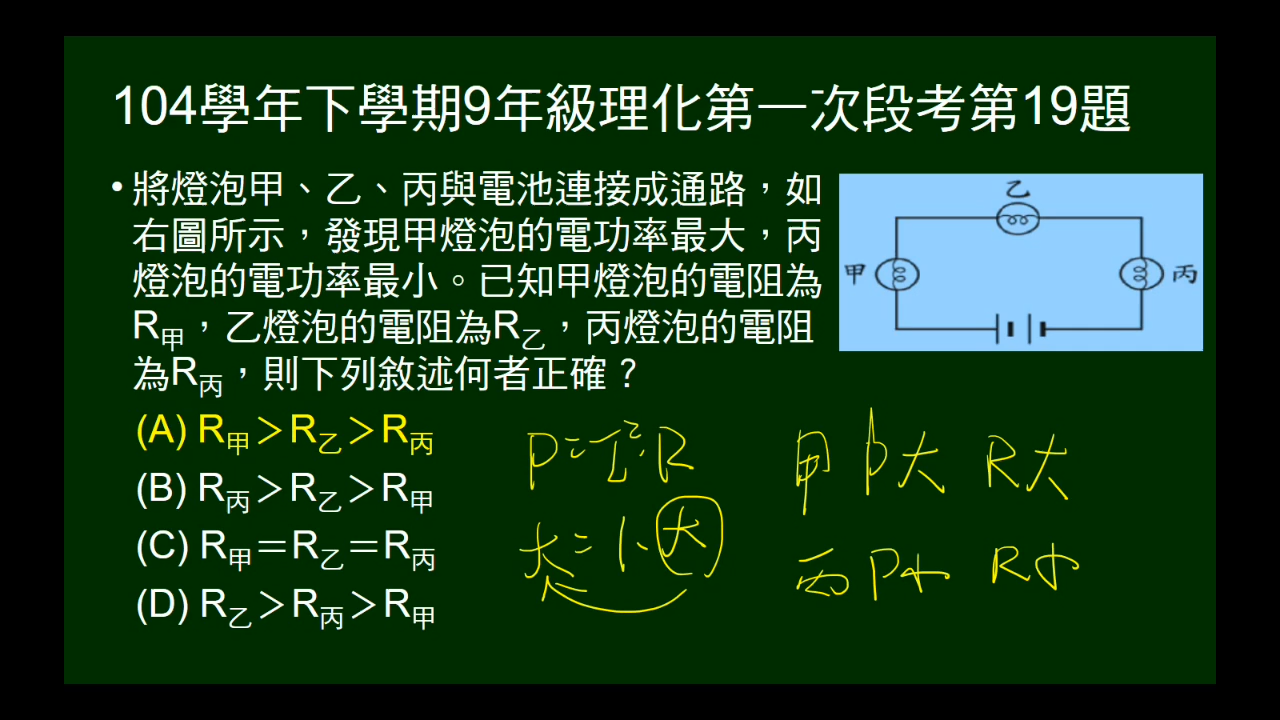 104學年下學期9年級理化第一次段考第19題
•將燈泡甲、乙、丙與電池連接成通路，如
右圖所示，發現甲燈泡的電功率最大，丙
燈泡的電功率最小。已知甲燈泡的電阻為
R甲，乙燈泡的電阻為R乙，丙燈泡的電阻
為R丙，則下列敘述何者正確？
(A) R甲＞R乙＞R丙
(B) R丙＞R乙＞R甲
(C) R甲＝R乙＝R丙
(D) R乙＞R丙＞R甲
乙
甲
丙
P=I²·R
大=1·大
甲 P大 R大
丙 P小 R小